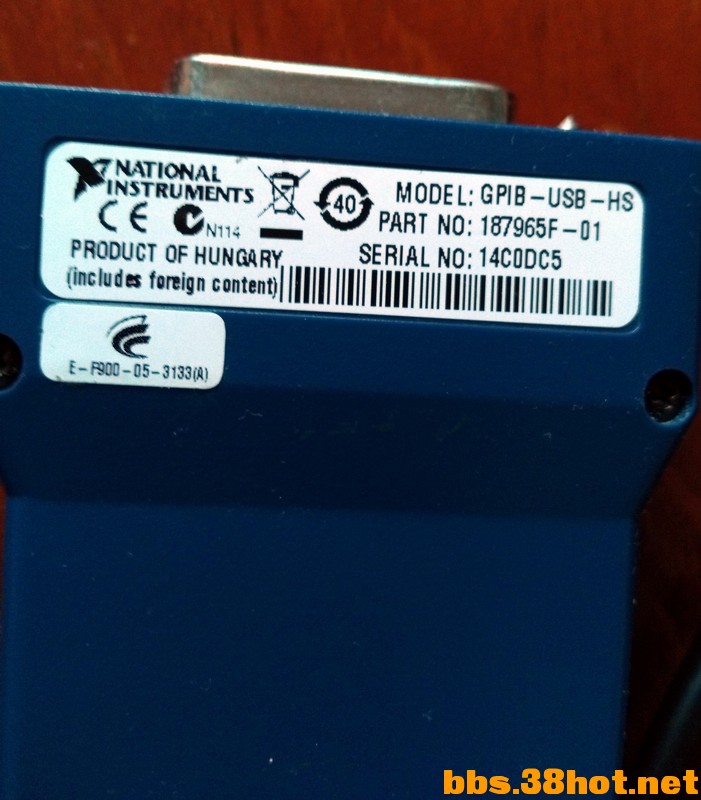 NATIONAL
INSTRUMENTS
CE N114
40
MODEL: GPIB-USB-HS
PART NO: 187965F-01
SERIAL NO: 14C0DC5
PRODUCT OF HUNGARY
(includes foreign content)
E-F900-05-3133(A)
bbs.38hot.net